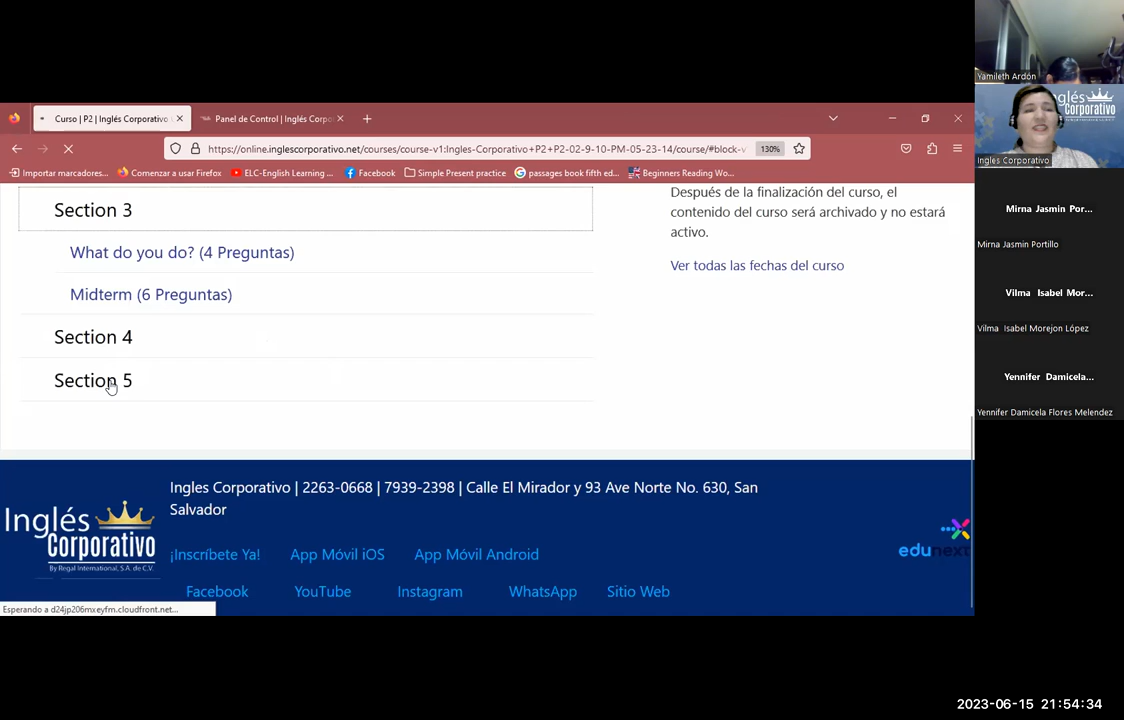 Curso | P2 | Inglés Corporativo
Panel de Control | Inglés Corpo
https://online.inglescorporativo.net/courses/course-v1:Ingles-Corporativo+P2+P2-02-9-10-PM-05-23-14/course/#block-v
130%
Importar marcadores...
Comenzar a usar Firefox
ELC-English Learning ...
Facebook
Simple Present practice
passages book fifth ed...
Beginners Reading Wo...
Section 3
What do you do? (4 Preguntas)
Midterm (6 Preguntas)
Section 4
Section 5
Después de la finalización del curso, el
contenido del curso será archivado y no estará
activo.
Ver todas las fechas del curso
Inglés
Corporativo
By Regal International, S.A. de C.V.
Ingles Corporativo | 2263-0668 | 7939-2398 | Calle El Mirador y 93 Ave Norte No. 630, San
Salvador
¡Inscríbete Ya!
App Móvil iOS
App Móvil Android
Facebook
YouTube
Instagram
WhatsApp
Sitio Web
edunext
Esperando a d24jp206mxeyfm.cloudfront.net...
Yamileth Ardón
Inglés
Corporativo
Ingles Corporativo
Mirna Jasmin Por...
Mirna Jasmin Portillo
Vilma Isabel Mor...
Vilma Isabel Morejon López
Yennifer Damicela...
Yennifer Damicela Flores Melendez
2023-06-15 21:54:34